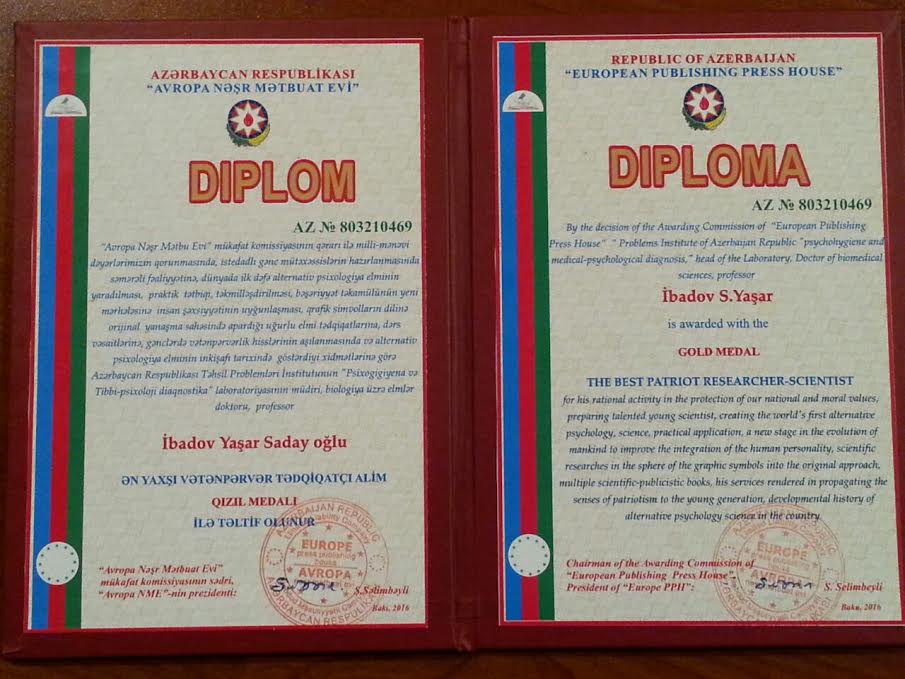 AZƏRBAYCAN RESPUBLİKASI
“AVROPA NƏŞR MƏTBUAT EVİ”
DIPLOM
AZ № 803210469
“Avropa Nəşr Mətbu Evi” mükafat komissiyasının qərarı ilə milli-mənəvi
dəyərlərimizin qorunmasında, istedadlı gənc mütəxəssislərin hazırlanmasında
səmərəli fəaliyyətinə, dünyada ilk dəfə alternativ psixologiya elminin
yaradılması, praktik tətbiqi, təkmilləşdirilməsi, bəşəriyyət təkamülünün yeni
mərhələsinə insan şəxsiyyətinin uyğunlaşması, qrafik simvolların dilinə
orijinal yanaşma sahəsində apardığı uğurlu elmi tədqiqatlarına, dərs
vəsaitlərinə, gənclərdə vətənpərvərlik hisslərinin aşılanmasında və alternativ
psixologiya elminin inkişafı tarixində göstərdiyi xidmətlərinə görə
Azərbaycan Respublikası Təhsil Problemləri İnstitutunun “Psixogigiyena və
Tibbi-psixoloji diaqnostika” laboratoriyasının müdiri, biologiya üzrə elmlər
doktoru, professor
İbadov Yaşar Saday oğlu
ƏN YAXŞI VƏTƏNPƏRVƏR TƏDQİQATÇI ALİM
QIZIL MEDALI
İLƏ TƏLTİF OLUNUR
“Avropa Nəşr Mətbuat Evi”
mükafat komissiyasının sədri,
“Avropa NME”-nin prezidenti:
S.Səlimbəyli
Bakı, 2016
AZERBAIJAN REPUBLIC
EUROPE
press publishing
house
AVROPA
REPUBLIC OF AZERBAIJAN
“EUROPEAN PUBLISHING PRESS HOUSE”
DIPLOMA
AZ № 803210469
By the decision of the Awarding Commission of “European Publishing
Press House” “ Problems Institute of Azerbaijan Republic "psychohygiene and
medical-psychological diagnosis," head of the Laboratory, Doctor of biomedical
sciences, professor
İbadov S.Yaşar
is awarded with the
GOLD MEDAL
THE BEST PATRIOT RESEARCHER-SCIENTIST
for his rational activity in the protection of our national and moral values,
preparing talented young scientist, creating the world's first alternative
psychology, science, practical application, a new stage in the evolution of
mankind to improve the integration of the human personality, scientific
researches in the sphere of the graphic symbols into the original approach,
multiple scientific-publicistic books, his services rendered in propagating the
senses of patriotism to the young generation, developmental history of
alternative psychology science in the country.
Chairman of the Awarding Commission of
“European Publishing Press House
President of “Europe PPH”:
S. Selimbeyli
Baku, 2016
EUROPE
press publishing
AVROPA